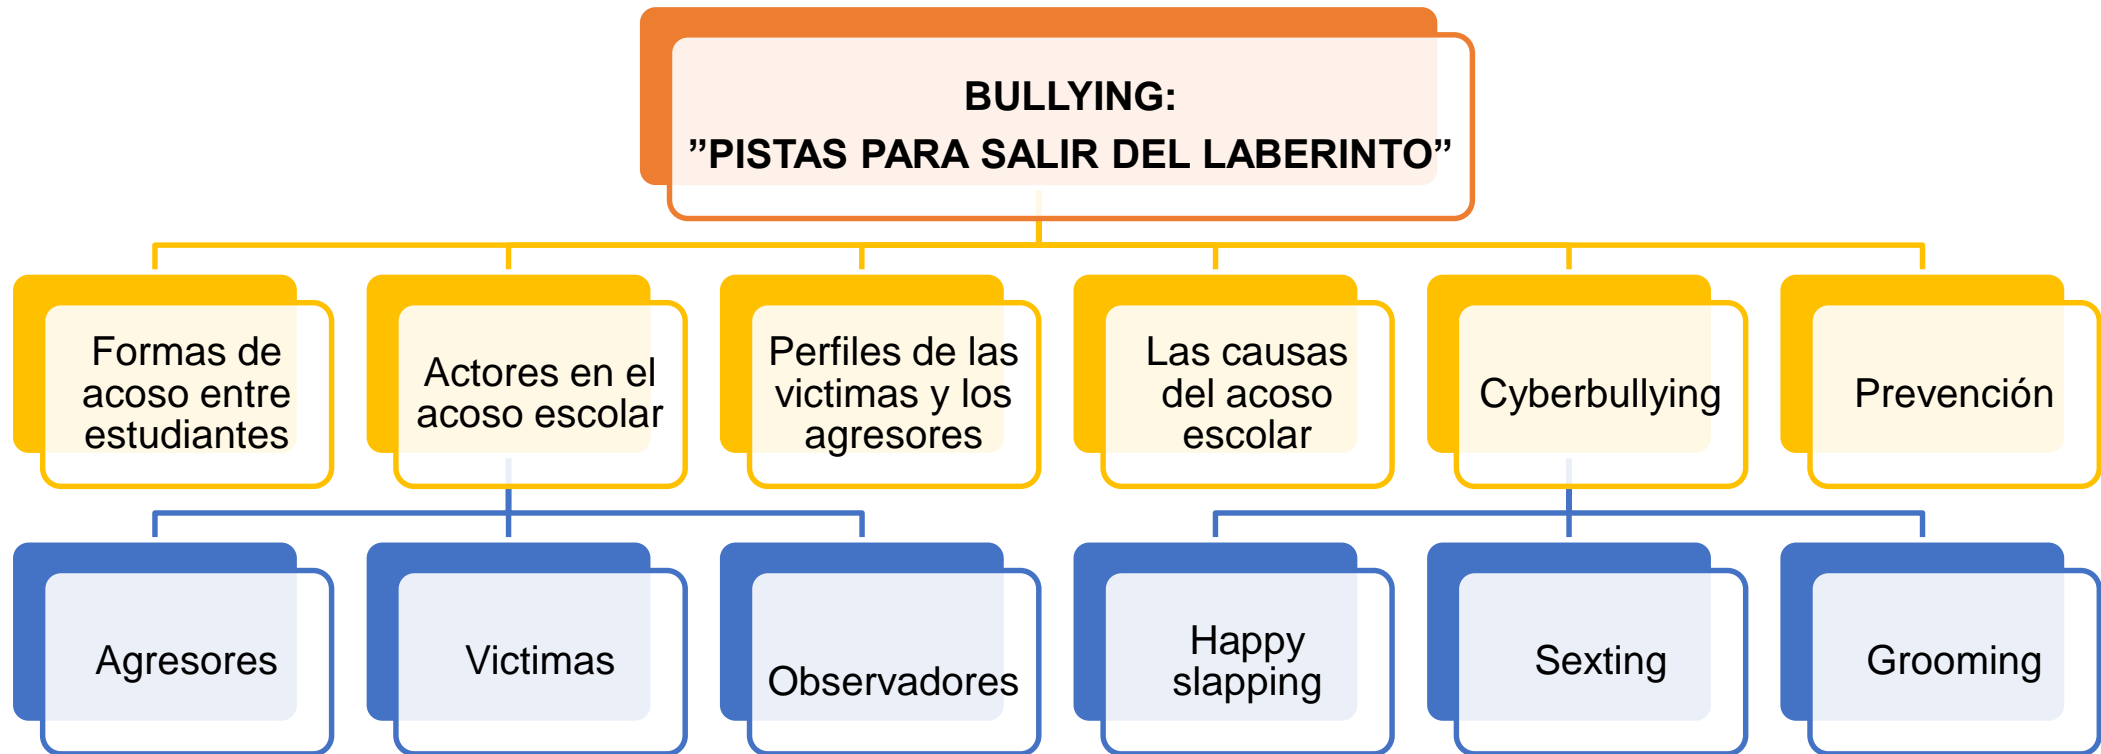 BULLYING:
”PISTAS PARA SALIR DEL LABERINTO”
Formas de
acoso entre
estudiantes
Actores en el
acoso escolar
Perfiles de las
victimas y los
agresores
Las causas
del acoso
escolar
Cyberbullying
Prevención
Agresores
Victimas
Observadores
Happy
slapping
Sexting
Grooming